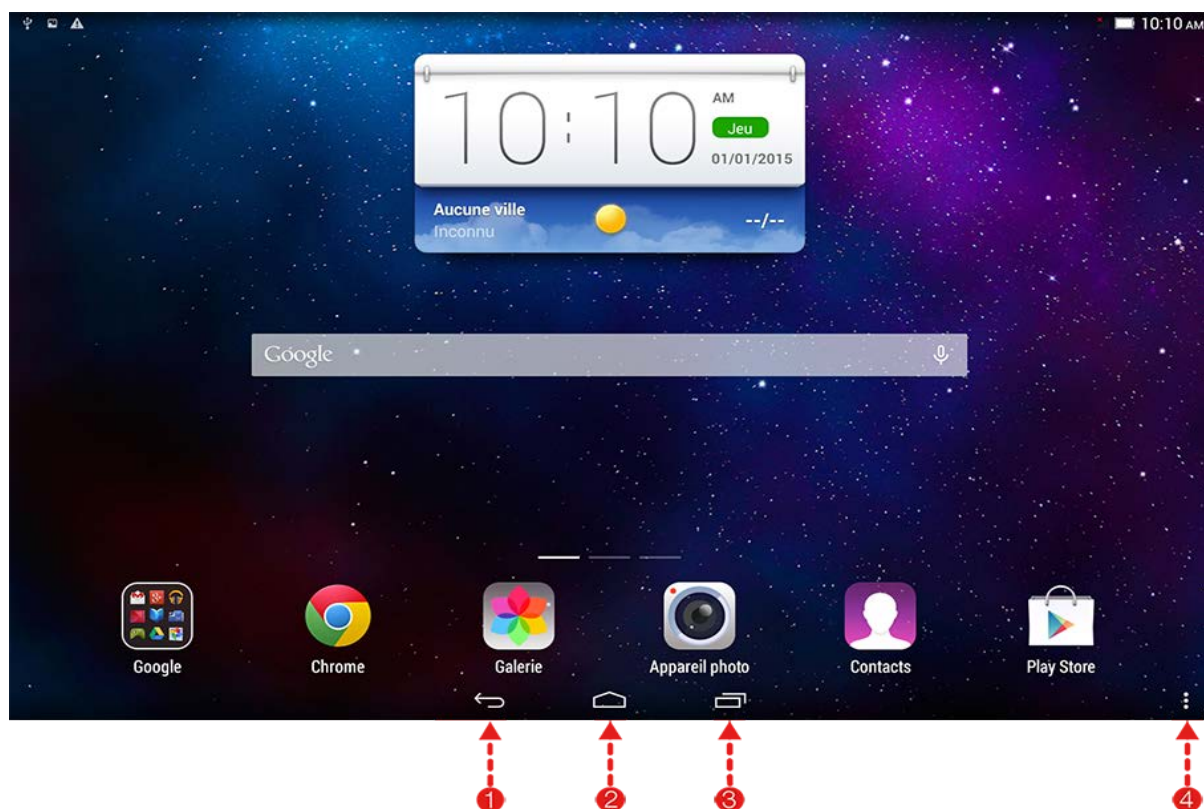 10:10 AM
10:10
AM
Jeu
01/01/2015
Aucune ville
Inconnu
--/--
Google
Google
Chrome
Galerie
Appareil photo
Contacts
Play Store
1
2
3
4